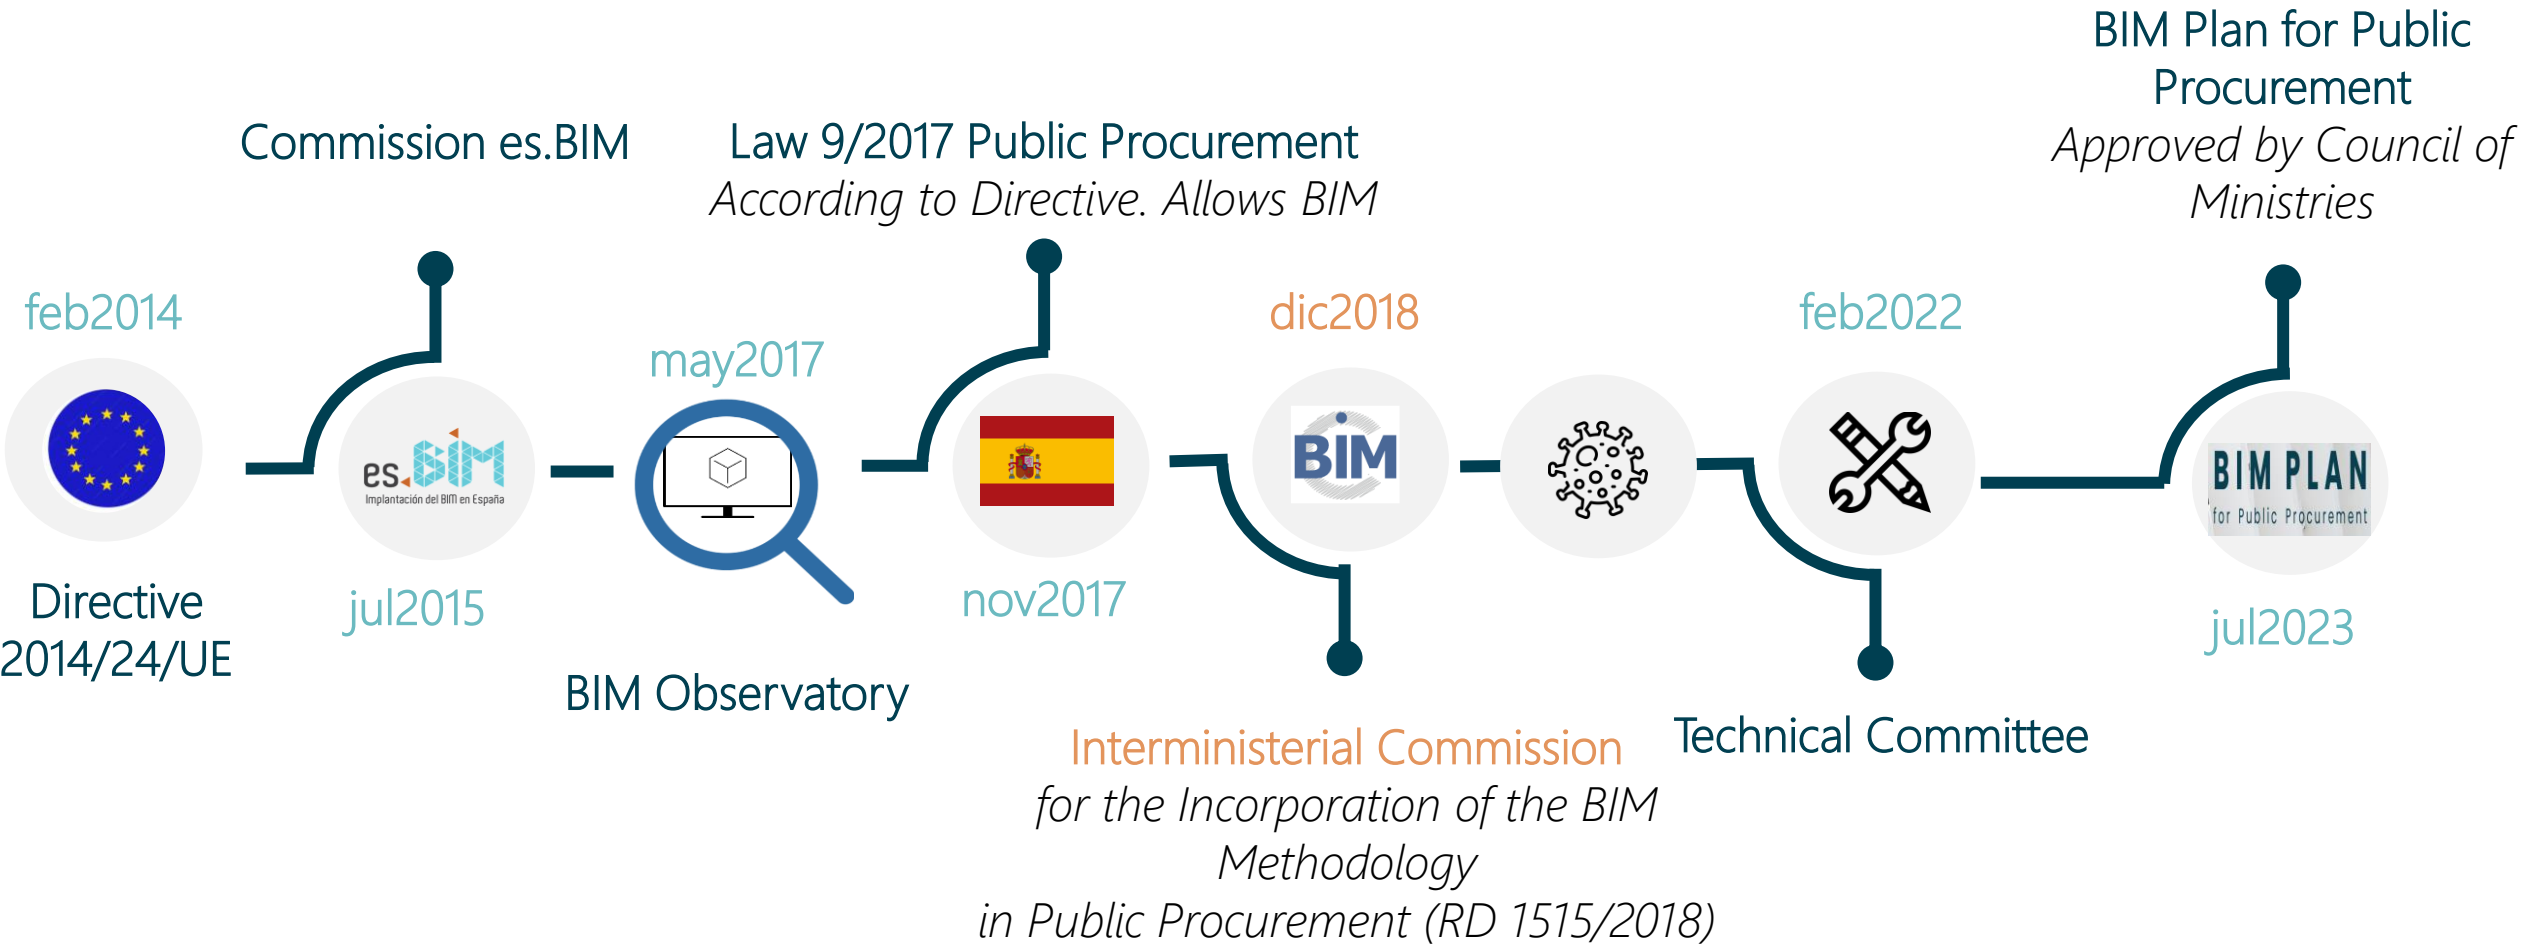 feb2014
Directive
2014/24/UE
Commission es.BIM
es.BIM
Implantación del BIM en España
jul2015
may2017
BIM Observatory
Law 9/2017 Public Procurement
According to Directive. Allows BIM
nov2017
dic2018
BIM
Interministerial Commission
for the Incorporation of the BIM
Methodology
in Public Procurement (RD 1515/2018)
feb2022
Technical Committee
BIM Plan for Public
Procurement
Approved by Council of
Ministries
BIM PLAN
for Public Procurement
jul2023